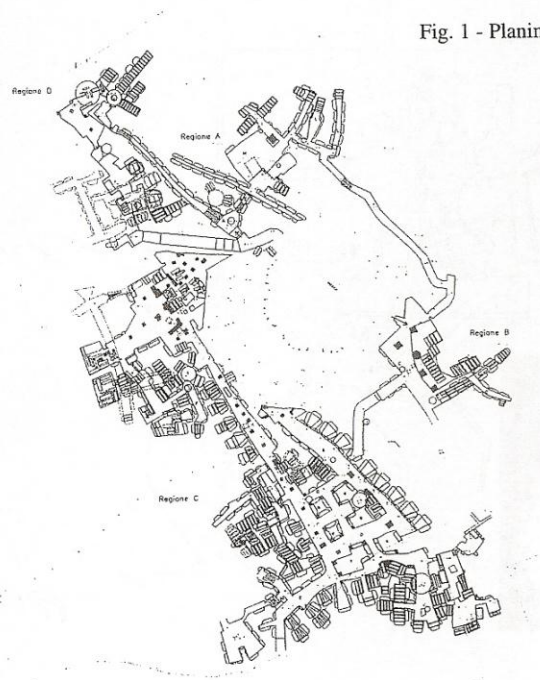 Fig. 1 - Planim
Regione D
Regione A
Regione B
Regione C